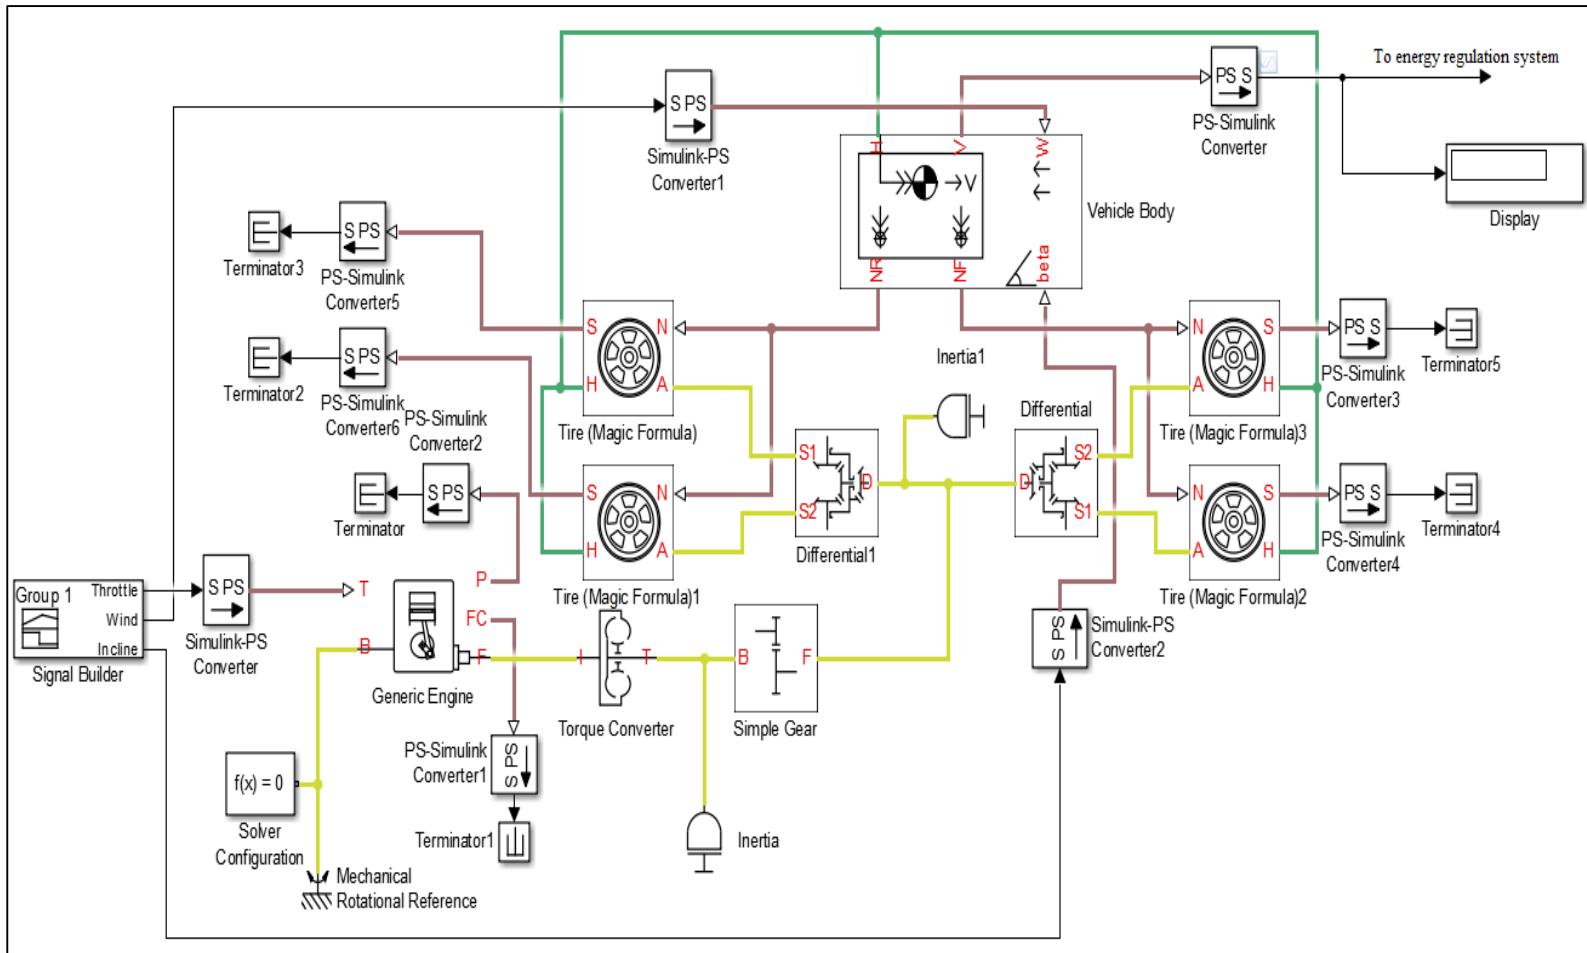 To energy regulation system
S PS
PS S
PS-Simulink
Converter
Simulink-PS
Converter1
H
V
W
Vehicle Body
Display
NR
NF
beta
S PS
Terminator3
PS-Simulink
Converter5
S
N
H
A
Tire (Magic Formula)
S PS
Terminator2
PS-Simulink
Converter6
PS-Simulink
Converter2
Inertia1
Differential
N
S
A
H
Tire (Magic Formula)3
PS S
PS-Simulink
Converter3
Terminator5
S1
S2
D
Differential1
D
S2
S1
S PS
Terminator
S
N
H
A
Tire (Magic Formula)1
N
S
A
H
Tire (Magic Formula)2
PS S
PS-Simulink
Converter4
Terminator4
Group 1
Throttle
Wind
Incline
Signal Builder
S PS
Simulink-PS
Converter
T
P
FC
B
F
Generic Engine
I
T
Torque Converter
B
F
Simple Gear
S PS
Simulink-PS
Converter2
PS-Simulink
Converter1
S PS
Terminator1
f(x) = 0
Solver
Configuration
Inertia
Mechanical
Rotational Reference